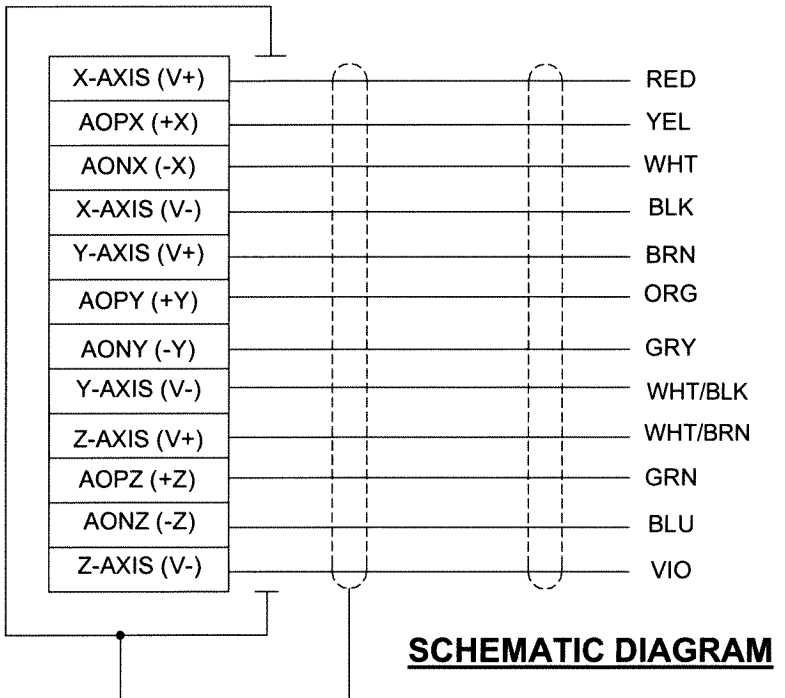 X-AXIS (V+) RED
AOPX (+X) YEL
AONX (-X) WHT
X-AXIS (V-) BLK
Y-AXIS (V+) BRN
AOPY (+Y) ORG
AONY (-Y) GRY
Y-AXIS (V-) WHT/BLK
Z-AXIS (V+) WHT/BRN
AOPZ (+Z) GRN
AONZ (-Z) BLU
Z-AXIS (V-) VIO
SCHEMATIC DIAGRAM